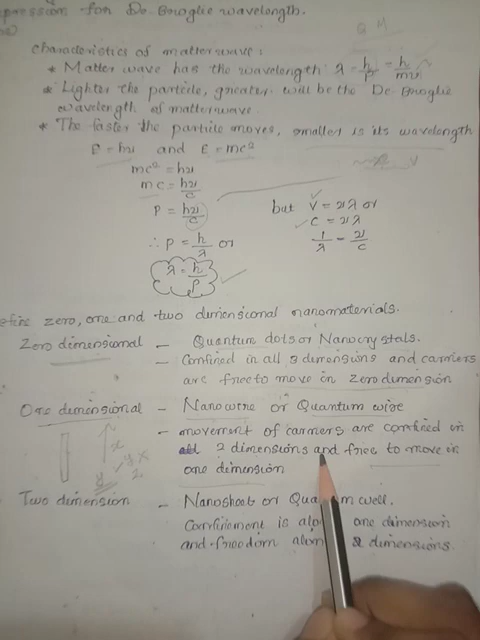 pression for De-Broglie wavelength.
Q M
characteristics of matter wave:
* Matter wave has the wavelength λ = h/p = h/mv
* Lighter the particle, greater will be the De-Broglie
wavelength of matter wave
* The faster the particle moves, smaller is its wavelength
E = hν and E = mc²
mc² = hν
mc = hν/c
P = hν/c but V = νλ or
C = νλ
∴ P = h/λ or 1/λ = ν/c
λ = h/p
efine zero, one and two dimensional nanomaterials.
Zero dimensional - Quantum dots or Nanocrystals.
- Confined in all 3 dimensions and carriers
are free to move in zero dimension
One dimensional - Nanowire or Quantum wire
- movement of carriers are confined in
all 2 dimensions and free to move in
one dimension
Two dimension - Nanosheet or Qua m well.
Confinement is alo one dimension
and freedom alon 2 dimensions.